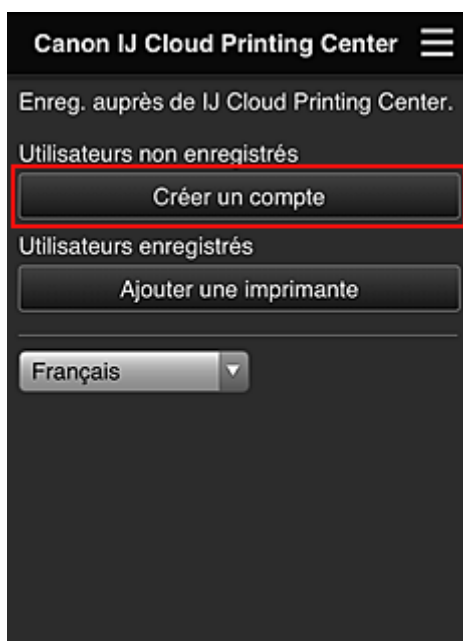 Canon IJ Cloud Printing Center
Enreg. auprès de IJ Cloud Printing Center.
Utilisateurs non enregistrés
Créer un compte
Utilisateurs enregistrés
Ajouter une imprimante
Français